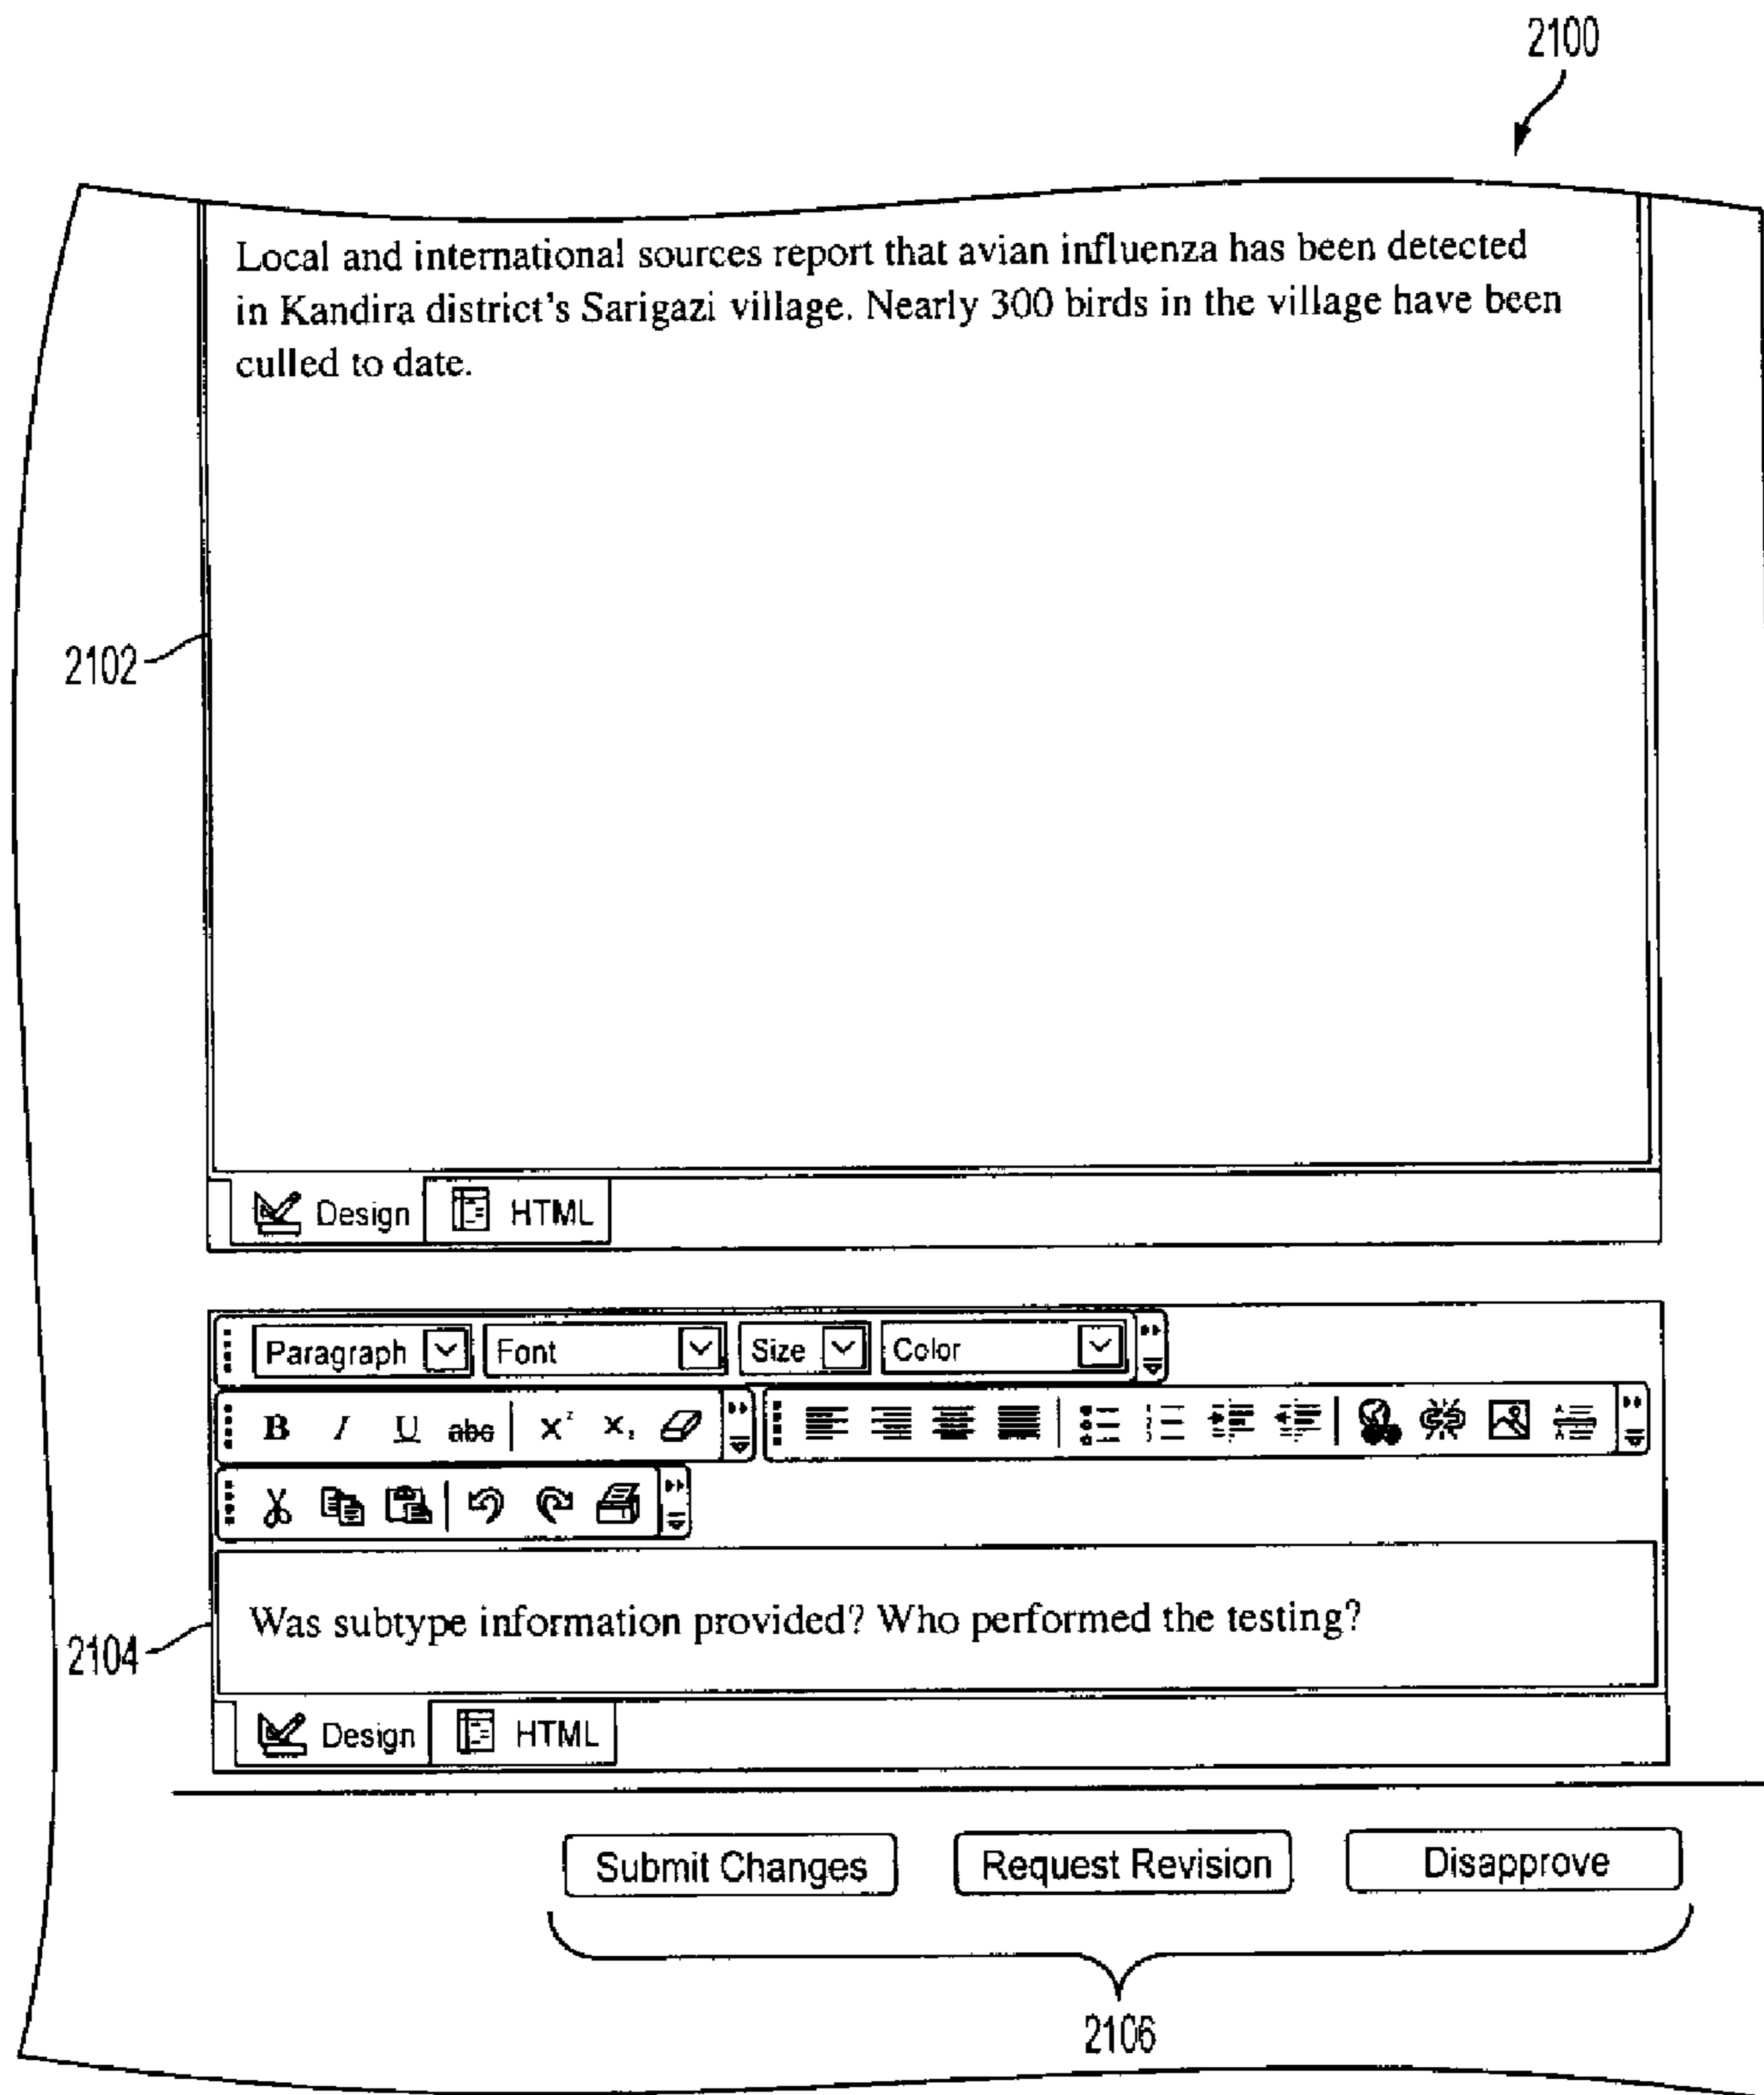 2100
Local and international sources report that avian influenza has been detected
in Kandira district's Sarigazi village. Nearly 300 birds in the village have been
culled to date.
2102
Design HTML
Paragraph Font Size Color
B I U abc X² X₂
Was subtype information provided? Who performed the testing?
2104
Design HTML
Submit Changes Request Revision Disapprove
2106